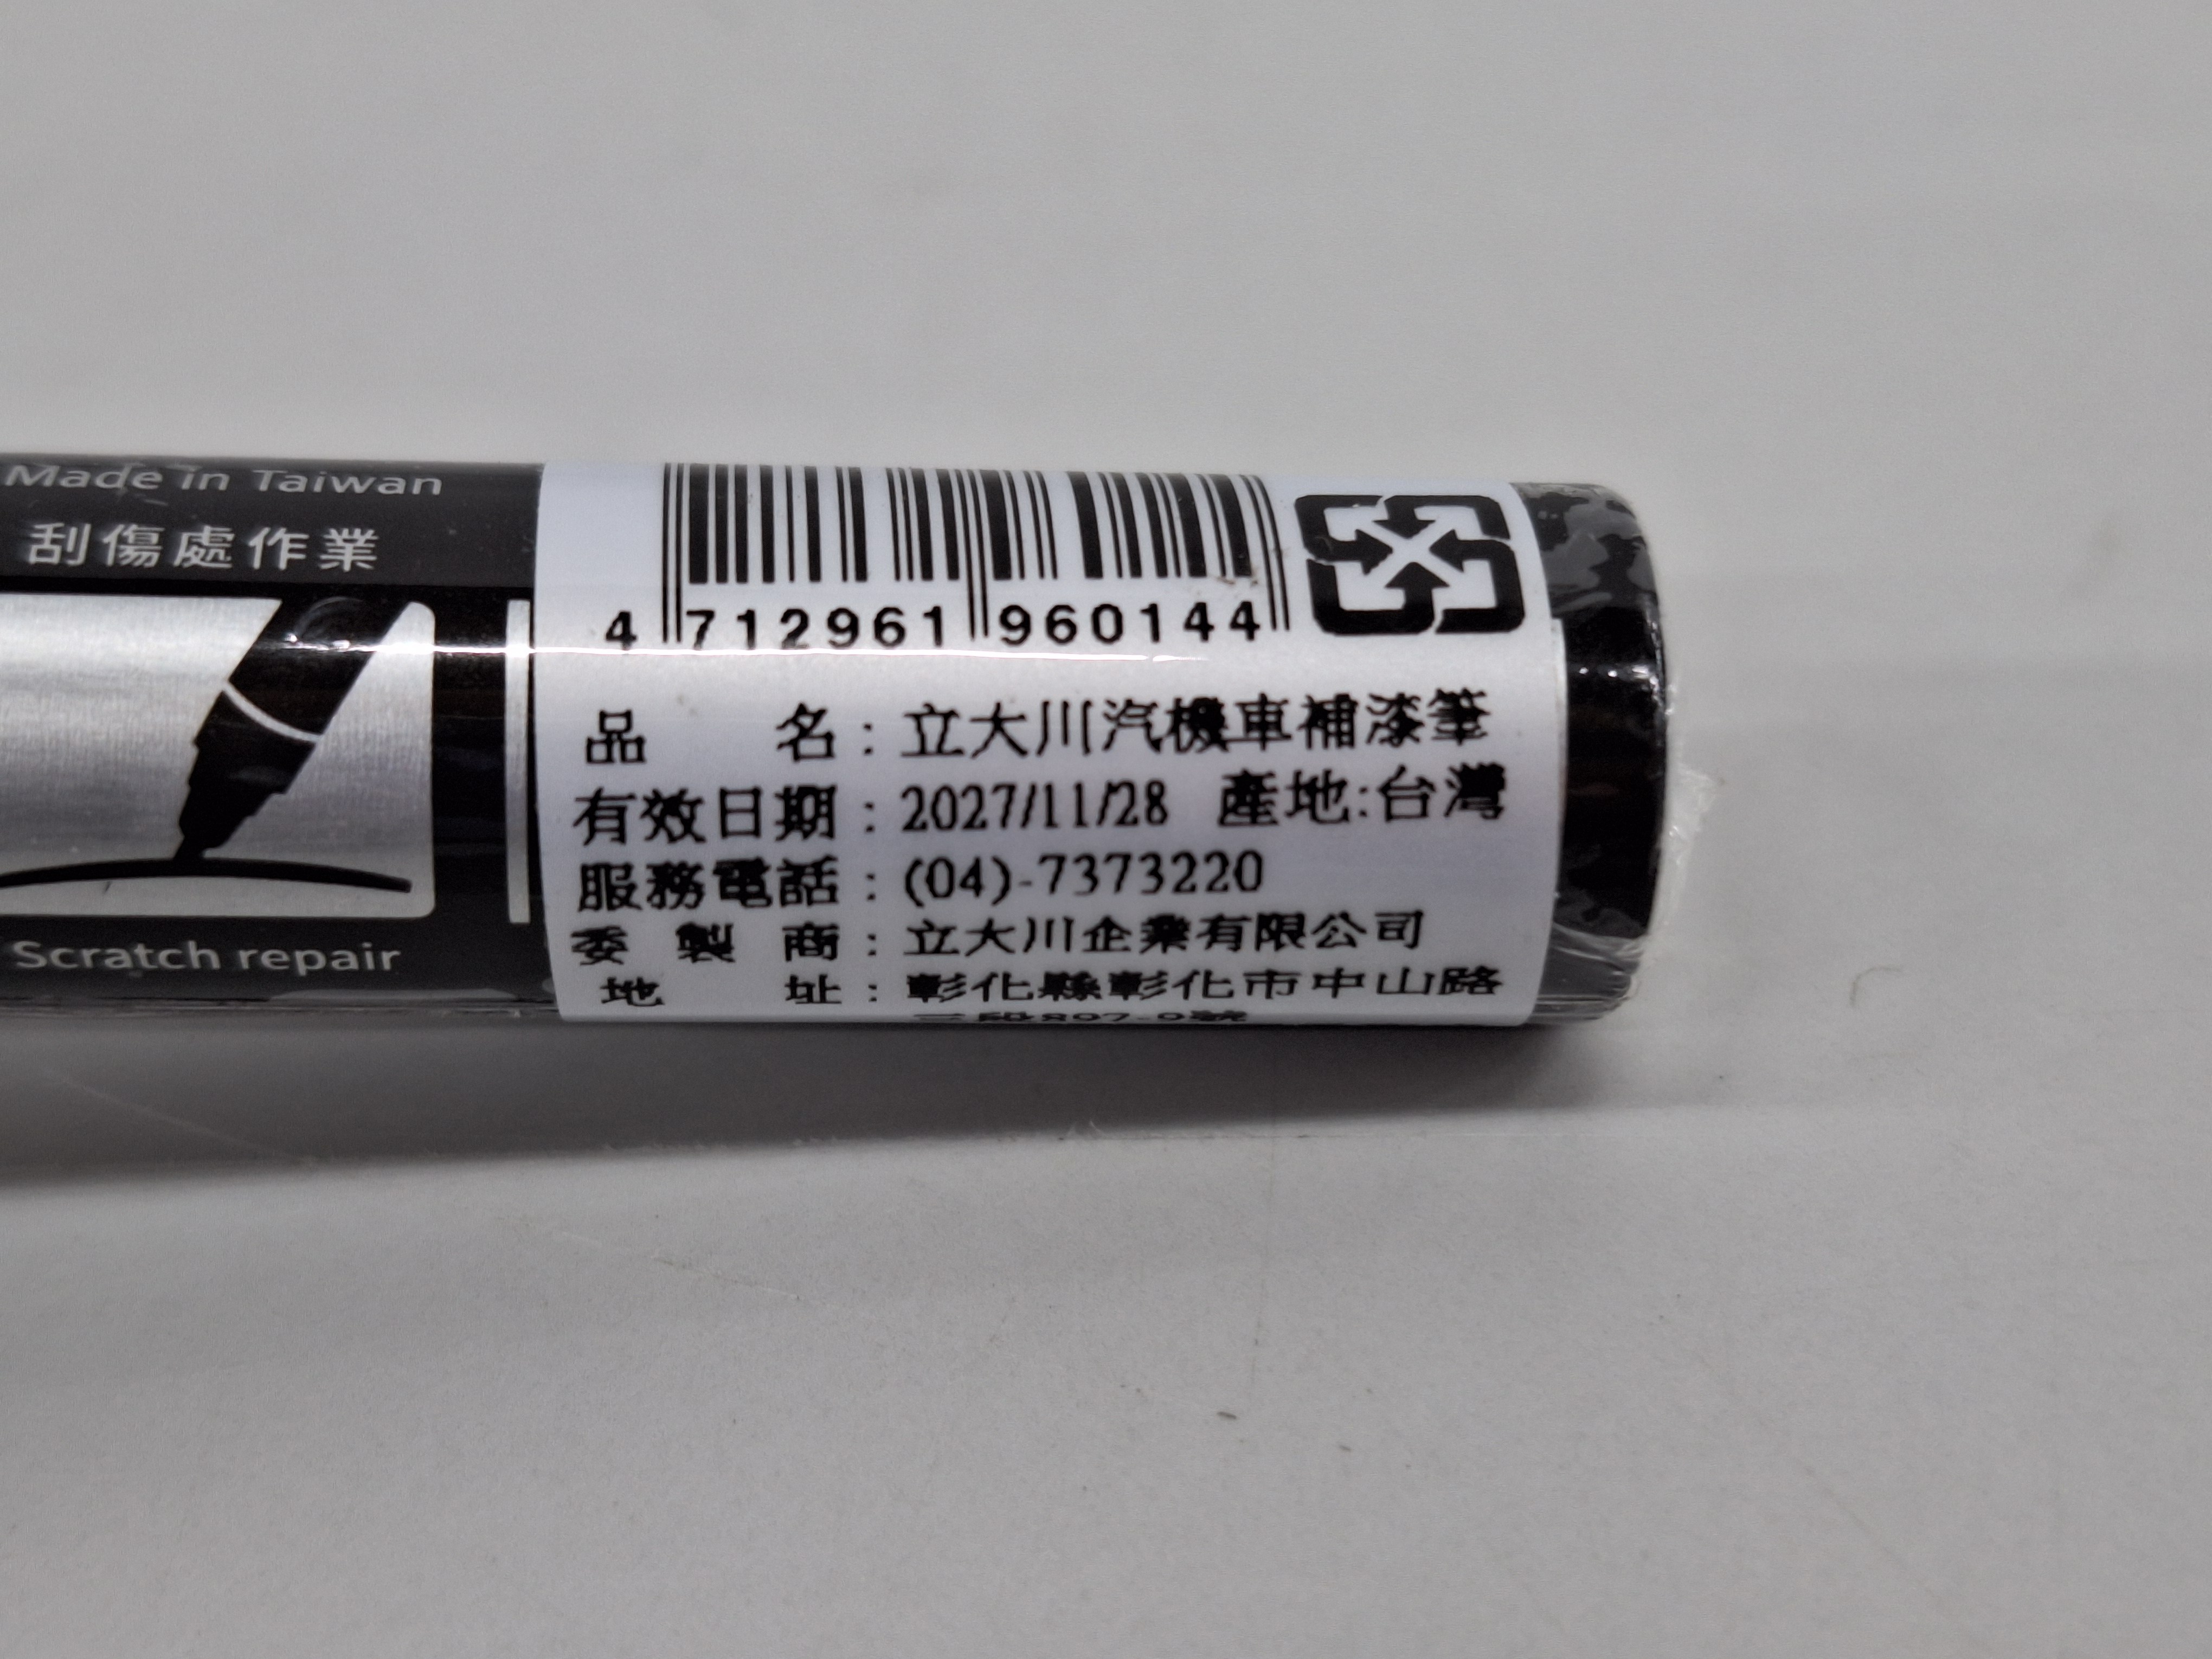 Made in Taiwan
刮傷處作業
Scratch repair
4 712961 960144
品 名：立大川汽機車補漆筆
有效日期：2027/11/28 產地:台灣
服務電話：(04)-7373220
委製商：立大川企業有限公司
地 址：彰化縣彰化市中山路